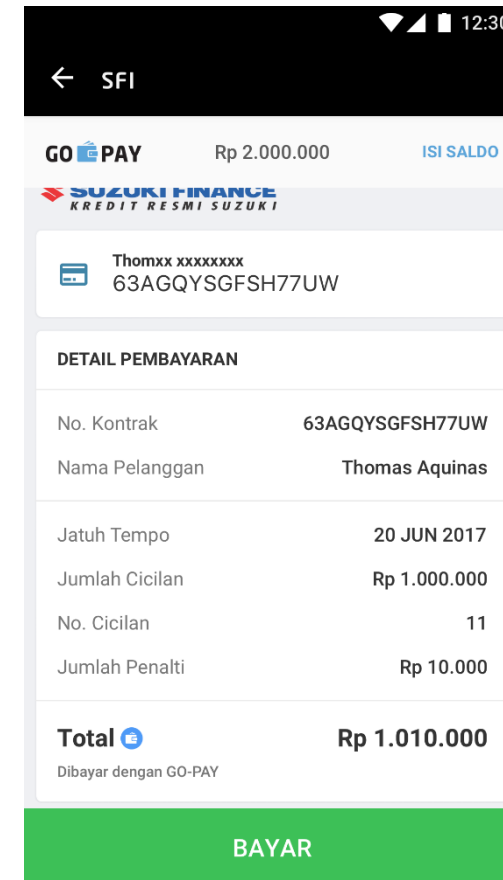 12:30
SFI
GO PAY Rp 2.000.000 ISI SALDO
SUZUKI FINANCE
KREDIT RESMI SUZUKI
Thomxx xxxxxxxx
63AGQYSGFSH77UW
DETAIL PEMBAYARAN
No. Kontrak 63AGQYSGFSH77UW
Nama Pelanggan Thomas Aquinas
Jatuh Tempo 20 JUN 2017
Jumlah Cicilan Rp 1.000.000
No. Cicilan 11
Jumlah Penalti Rp 10.000
Total Rp 1.010.000
Dibayar dengan GO-PAY
BAYAR